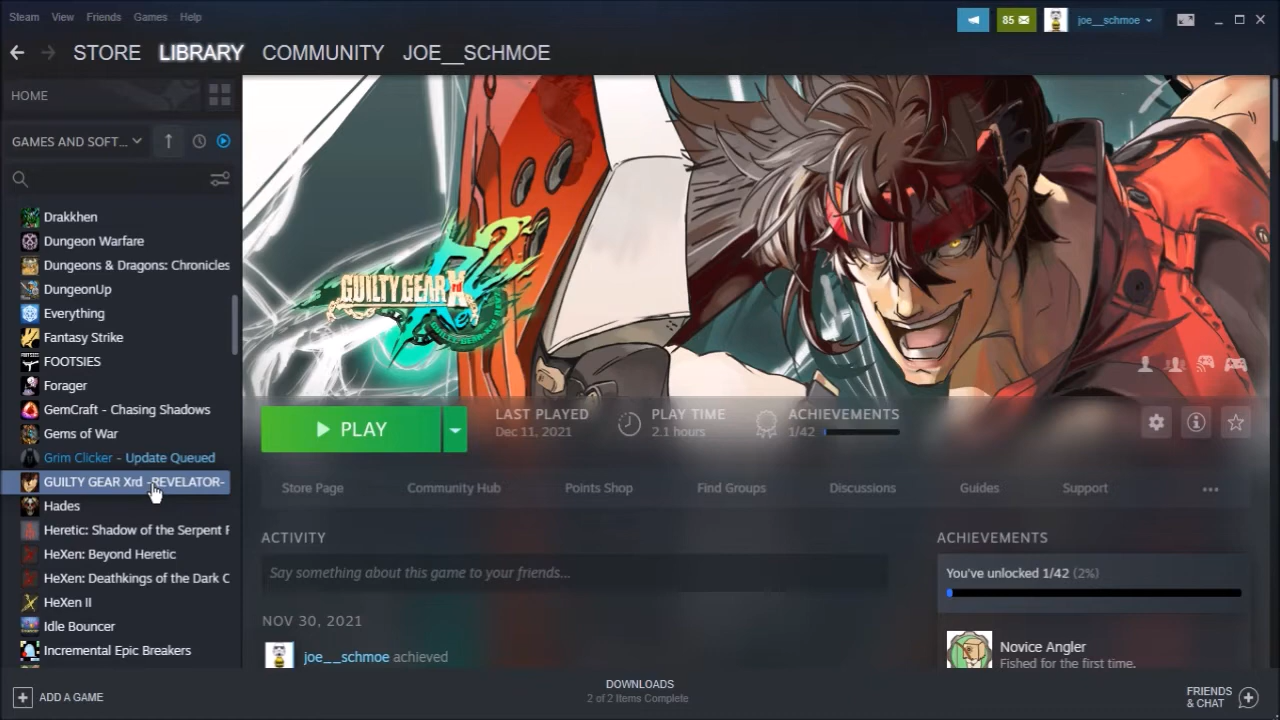 Steam View Friends Games Help
85
joe__schmoe
STORE LIBRARY COMMUNITY JOE__SCHMOE
HOME
GAMES AND SOFT...
Drakkhen
Dungeon Warfare
Dungeons & Dragons: Chronicles
DungeonUp
Everything
Fantasy Strike
FOOTSIES
Forager
GemCraft - Chasing Shadows
Gems of War
Grim Clicker - Update Queued
GUILTY GEAR Xrd -REVELATOR-
Hades
Heretic: Shadow of the Serpent R
HeXen: Beyond Heretic
HeXen: Deathkings of the Dark C
HeXen II
Idle Bouncer
Incremental Epic Breakers
GUILTY GEAR Xrd
PLAY
LAST PLAYED
Dec 11, 2021
PLAY TIME
2.1 hours
ACHIEVEMENTS
1/42
Store Page Community Hub Points Shop Find Groups Discussions Guides Support ...
ACTIVITY
Say something about this game to your friends...
NOV 30, 2021
joe__schmoe achieved
ACHIEVEMENTS
You've unlocked 1/42 (2%)
Novice Angler
Fished for the first time.
ADD A GAME
DOWNLOADS
2 of 2 Items Complete
FRIENDS
& CHAT